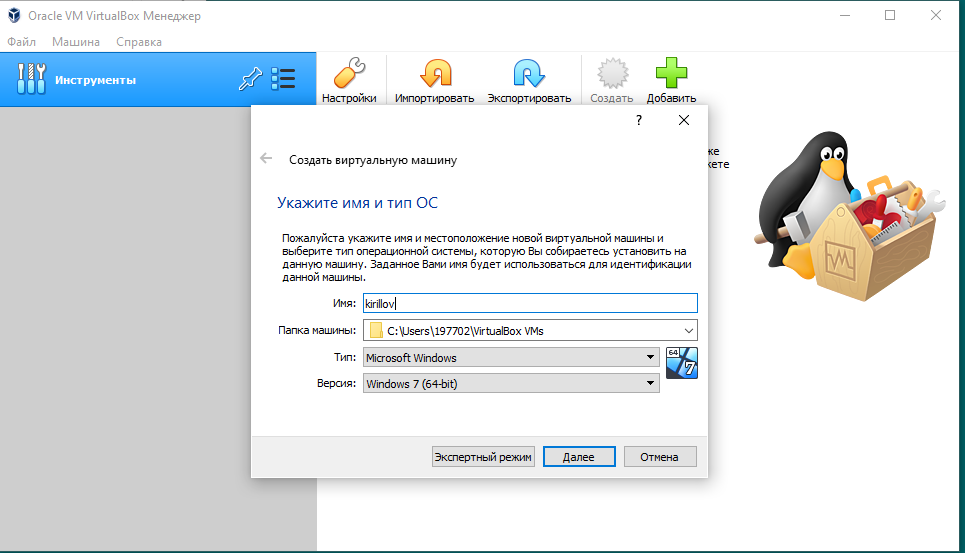 Oracle VM VirtualBox Менеджер
Файл Машина Справка
Инструменты
Настройки Импортировать Экспортировать Создать Добавить
?
же
жете
Создать виртуальную машину
Укажите имя и тип ОС
Пожалуйста укажите имя и местоположение новой виртуальной машины и
выберите тип операционной системы, которую Вы собираетесь установить на
данную машину. Заданное Вами имя будет использоваться для идентификации
данной машины.
Имя: kirillov
Папка машины: C:\Users\197702\VirtualBox VMs
Тип: Microsoft Windows
64
7
Версия: Windows 7 (64-bit)
Экспертный режим Далее Отмена